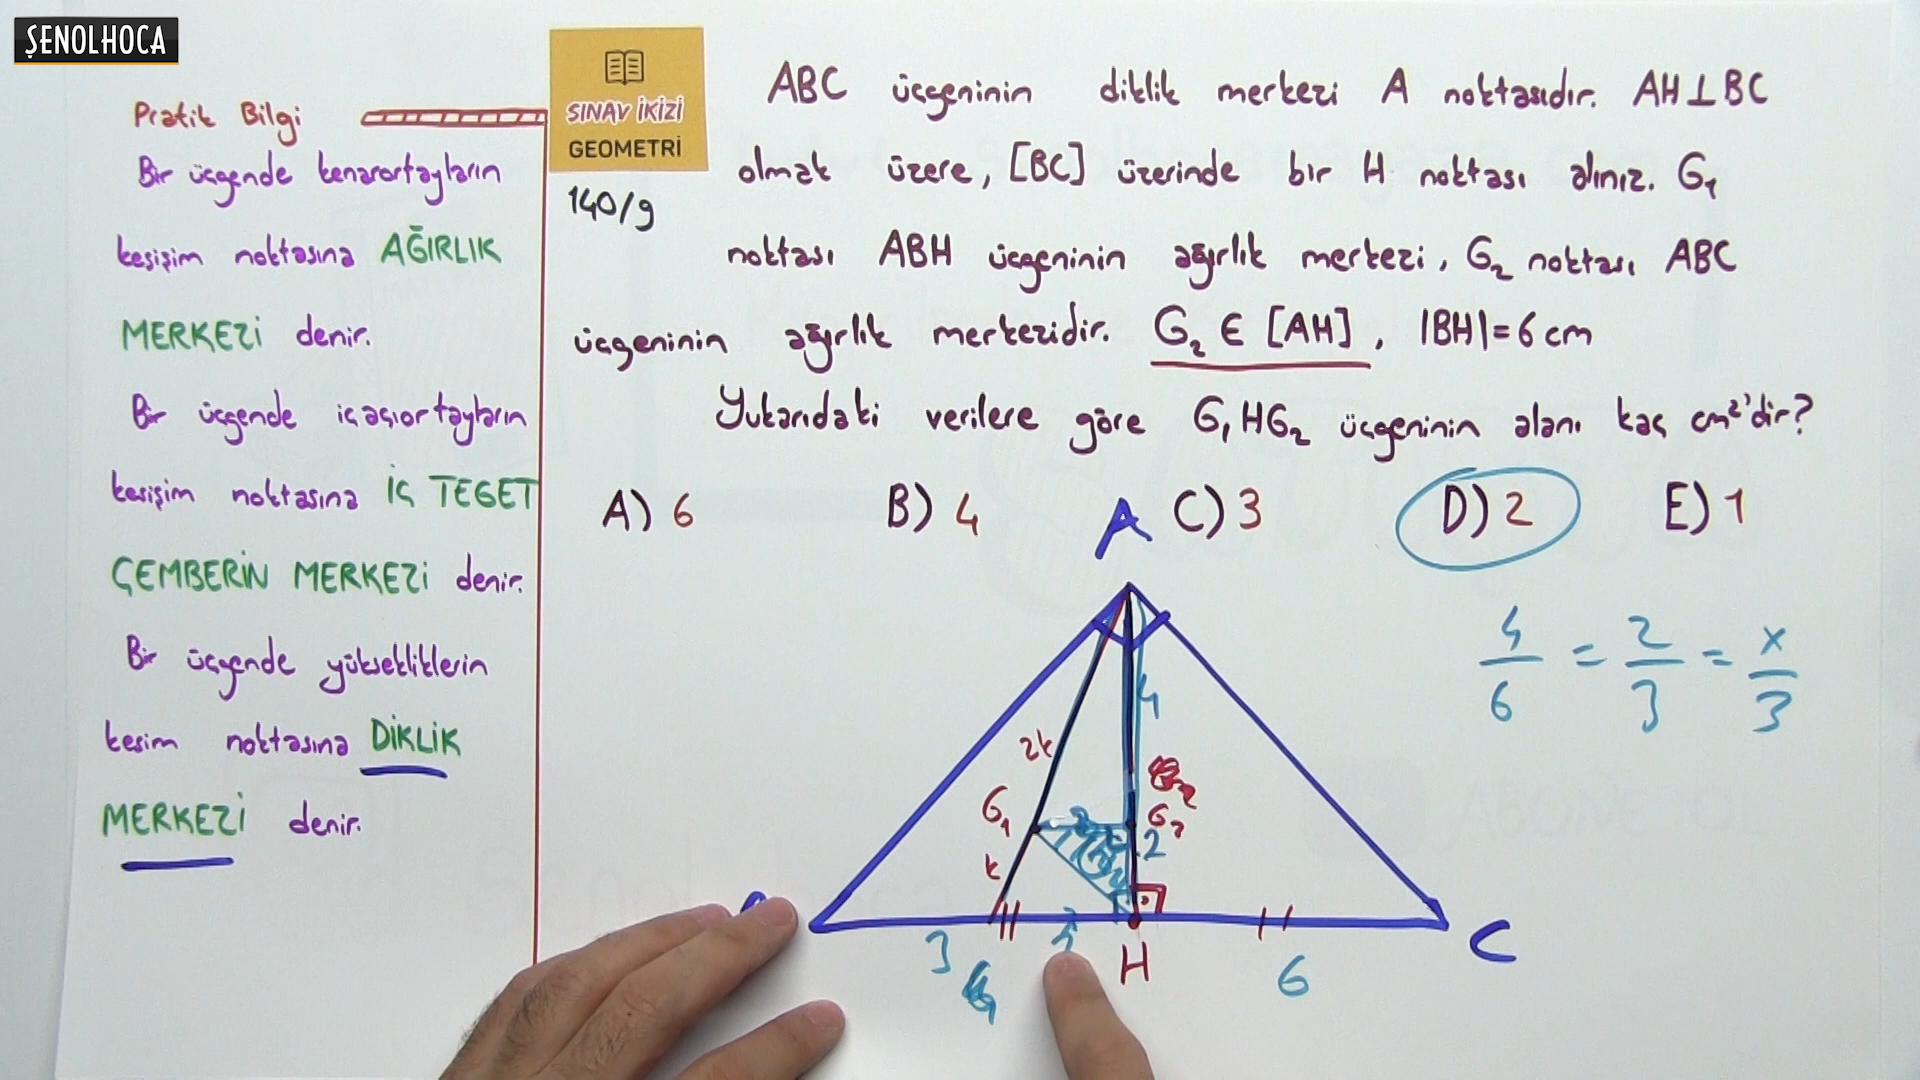 ŞENOLHOCA
Pratik Bilgi
Bir üçgende kenarortayların
kesişim noktasına AĞIRLIK
MERKEZİ denir.
Bir üçgende iç açıortayların
kesişim noktasına İÇ TEĞET
ÇEMBERİN MERKEZİ denir.
Bir üçgende yüksekliklerin
kesim noktasına DİKLİK
MERKEZİ denir.
SINAV İKİZİ
GEOMETRİ
140/9
ABC üçgeninin diklik merkezi A noktasıdır. AH⊥BC
olmak üzere, [BC] üzerinde bir H noktası alınız. G₁
noktası ABH üçgeninin ağırlık merkezi, G₂ noktası ABC
üçgeninin ağırlık merkezidir. G₂ ∈ [AH], |BH|=6 cm
Yukarıdaki verilere göre G₁HG₂ üçgeninin alanı kaç cm²'dir?
A) 6 B) 4 C) 3 D) 2 E) 1
4/6 = 2/3 = x/3
A
4
2k
G₁
G₂
2
k
C
3
H
6